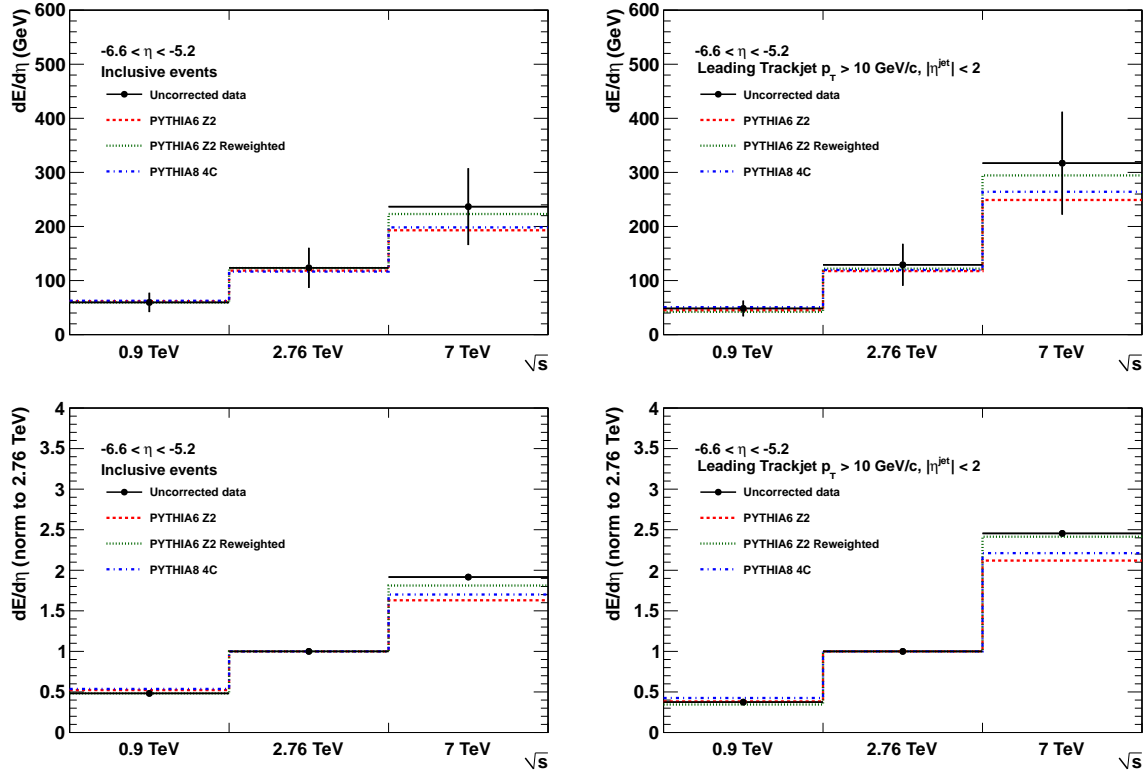 dE/dη (GeV)
600
500
400
300
200
100
0
-6.6 < η < -5.2
Inclusive events
Uncorrected data
PYTHIA6 Z2
PYTHIA6 Z2 Reweighted
PYTHIA8 4C
0.9 TeV
2.76 TeV
7 TeV
√s
dE/dη (GeV)
600
500
400
300
200
100
0
-6.6 < η < -5.2
Leading Trackjet p_T > 10 GeV/c, |η^jet| < 2
Uncorrected data
PYTHIA6 Z2
PYTHIA6 Z2 Reweighted
PYTHIA8 4C
0.9 TeV
2.76 TeV
7 TeV
√s
dE/dη (norm to 2.76 TeV)
4
3.5
3
2.5
2
1.5
1
0.5
0
-6.6 < η < -5.2
Inclusive events
Uncorrected data
PYTHIA6 Z2
PYTHIA6 Z2 Reweighted
PYTHIA8 4C
0.9 TeV
2.76 TeV
7 TeV
√s
dE/dη (norm to 2.76 TeV)
4
3.5
3
2.5
2
1.5
1
0.5
0
-6.6 < η < -5.2
Leading Trackjet p_T > 10 GeV/c, |η^jet| < 2
Uncorrected data
PYTHIA6 Z2
PYTHIA6 Z2 Reweighted
PYTHIA8 4C
0.9 TeV
2.76 TeV
7 TeV
√s